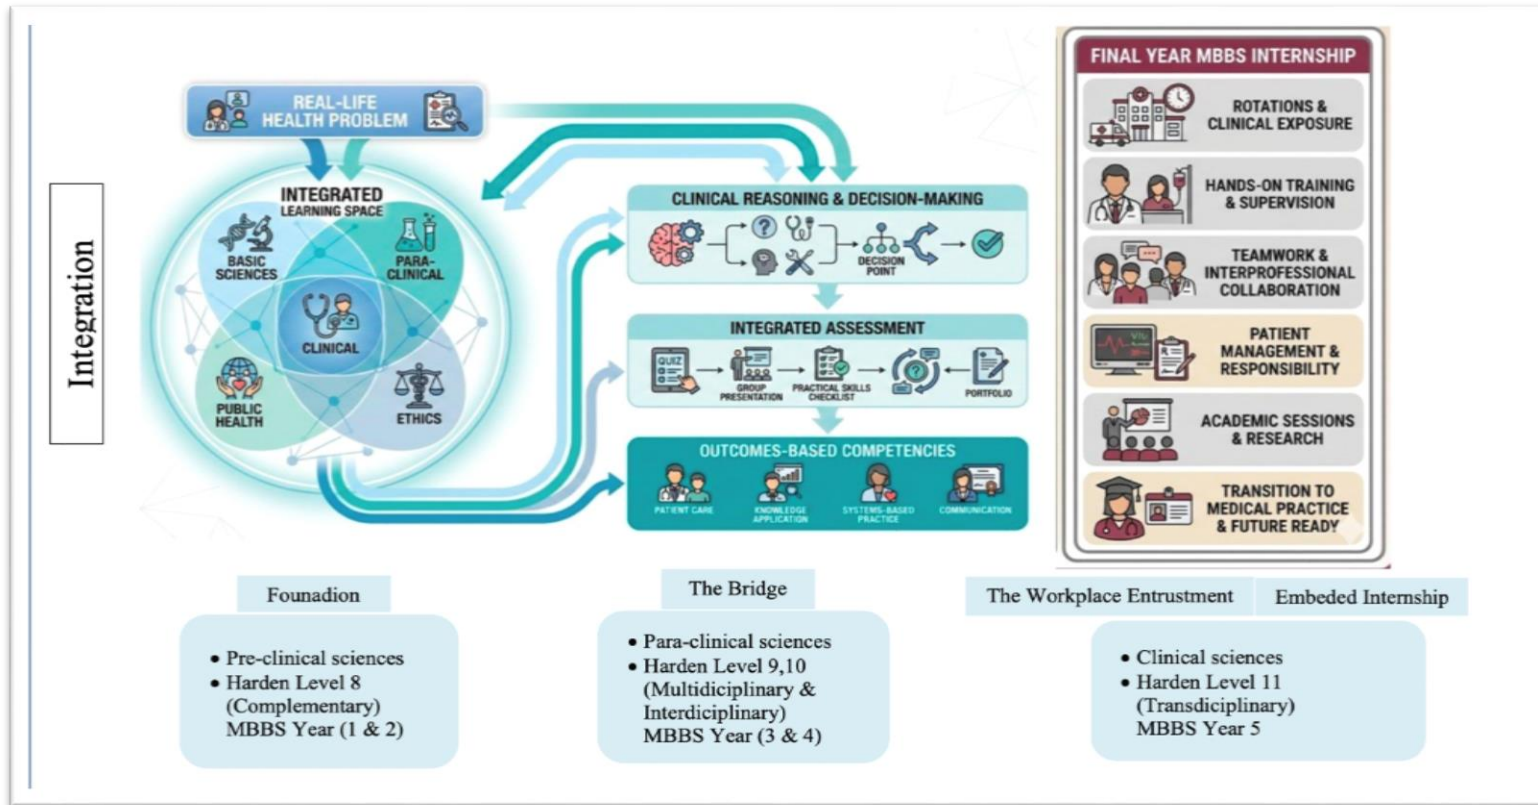 Integration
REAL-LIFE
HEALTH PROBLEM
INTEGRATED
LEARNING SPACE
BASIC
SCIENCES
PARA-
CLINICAL
CLINICAL
PUBLIC
HEALTH
ETHICS
CLINICAL REASONING & DECISION-MAKING
?
DECISION
POINT
INTEGRATED ASSESSMENT
QUIZ
GROUP
PRESENTATION
PRACTICAL SKILLS
CHECKLIST
?
PORTFOLIO
OUTCOMES-BASED COMPETENCIES
PATIENT CARE
KNOWLEDGE
APPLICATION
SYSTEMS-BASED
PRACTICE
COMMUNICATION
FINAL YEAR MBBS INTERNSHIP
ROTATIONS &
CLINICAL EXPOSURE
HANDS-ON TRAINING
& SUPERVISION
TEAMWORK &
INTERPROFESSIONAL
COLLABORATION
PATIENT
MANAGEMENT &
RESPONSIBILITY
ACADEMIC SESSIONS
& RESEARCH
TRANSITION TO
MEDICAL PRACTICE
& FUTURE READY
Founadion
• Pre-clinical sciences
• Harden Level 8
(Complementary)
MBBS Year (1 & 2)
The Bridge
• Para-clinical sciences
• Harden Level 9,10
(Multidiciplinary &
Interdiciplinary)
MBBS Year (3 & 4)
The Workplace Entrustment
Embeded Internship
• Clinical sciences
• Harden Level 11
(Transdiciplinary)
MBBS Year 5